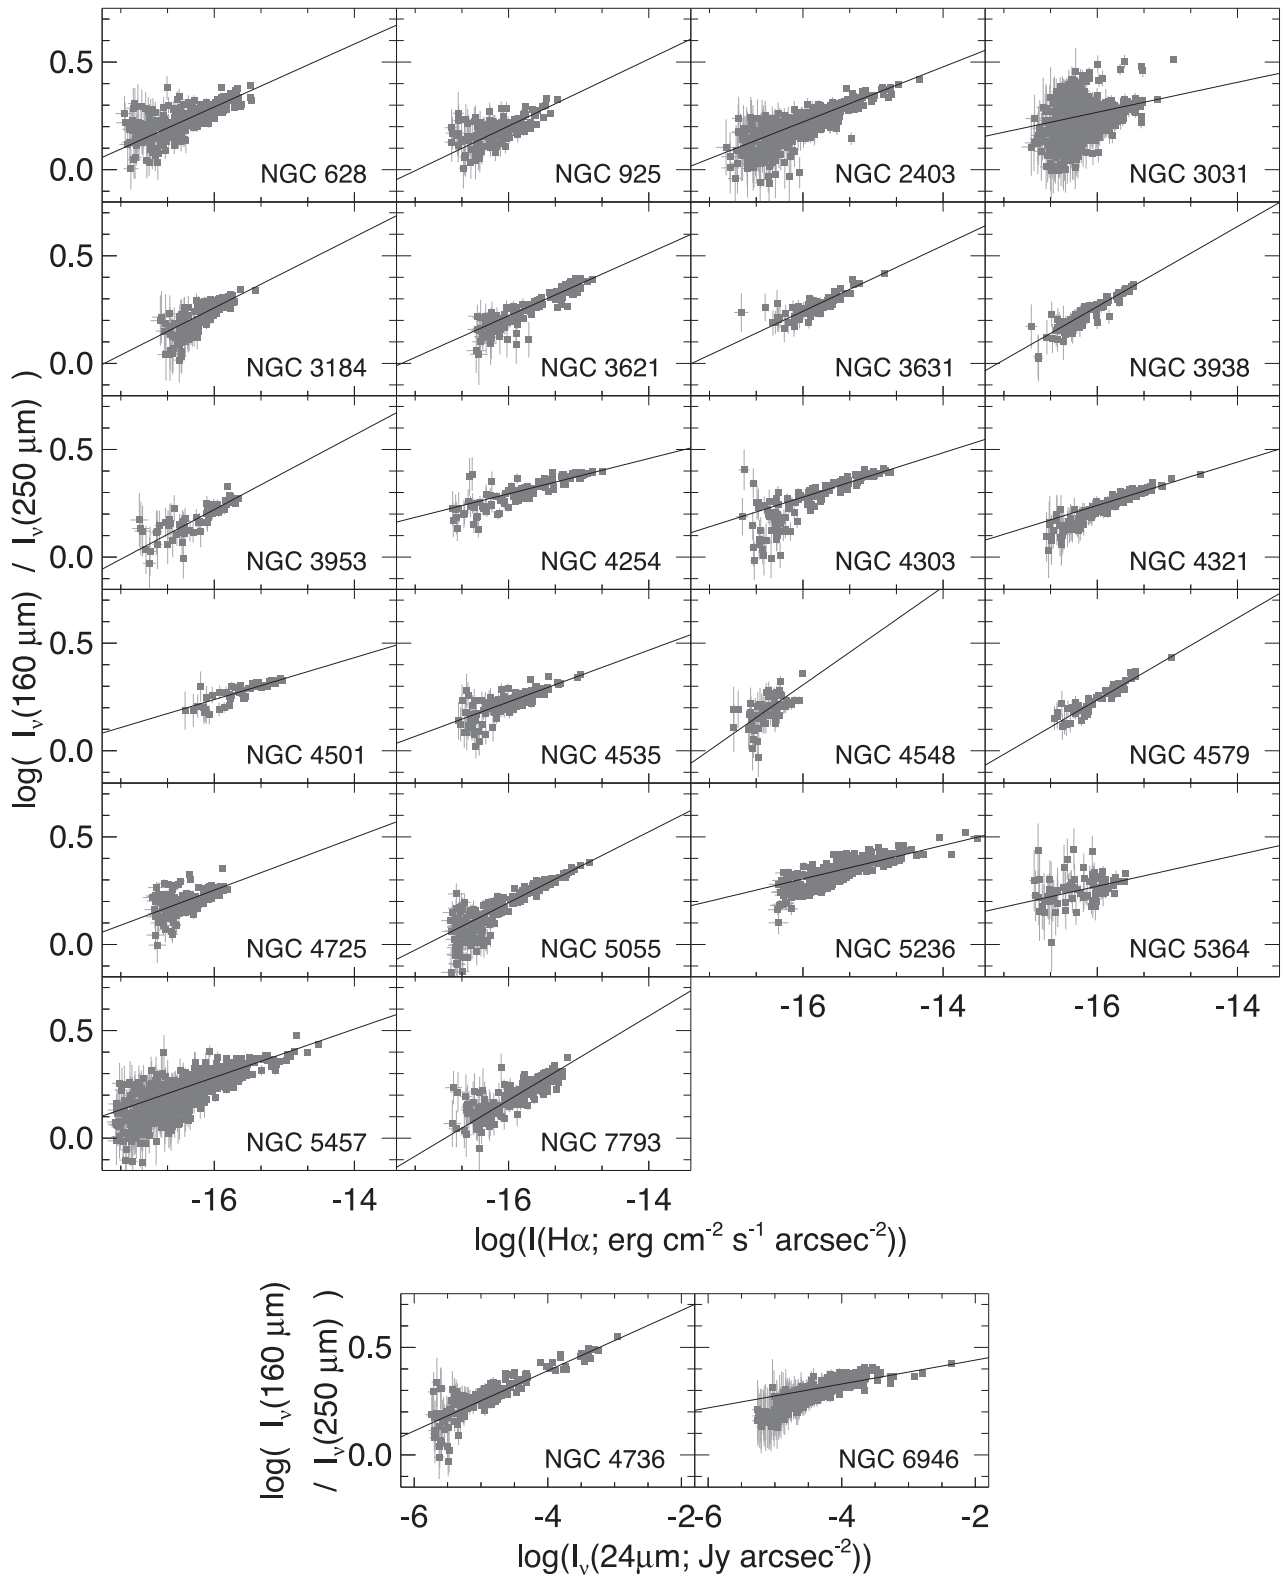 0.5
0.0
NGC 628
NGC 925
NGC 2403
NGC 3031
0.5
0.0
NGC 3184
NGC 3621
NGC 3631
NGC 3938
0.5
0.0
NGC 3953
NGC 4254
NGC 4303
NGC 4321
log( Iν(160 μm) / Iν(250 μm) )
0.5
0.0
NGC 4501
NGC 4535
NGC 4548
NGC 4579
0.5
0.0
NGC 4725
NGC 5055
NGC 5236
NGC 5364
-16 -14 -16 -14
0.5
0.0
NGC 5457
NGC 7793
-16 -14 -16 -14
log(I(Hα; erg cm⁻² s⁻¹ arcsec⁻²))
log( Iν(160 μm)
/ Iν(250 μm) )
0.5
0.0
NGC 4736
NGC 6946
-6 -4 -2 -6 -4 -2
log(Iν(24μm; Jy arcsec⁻²))